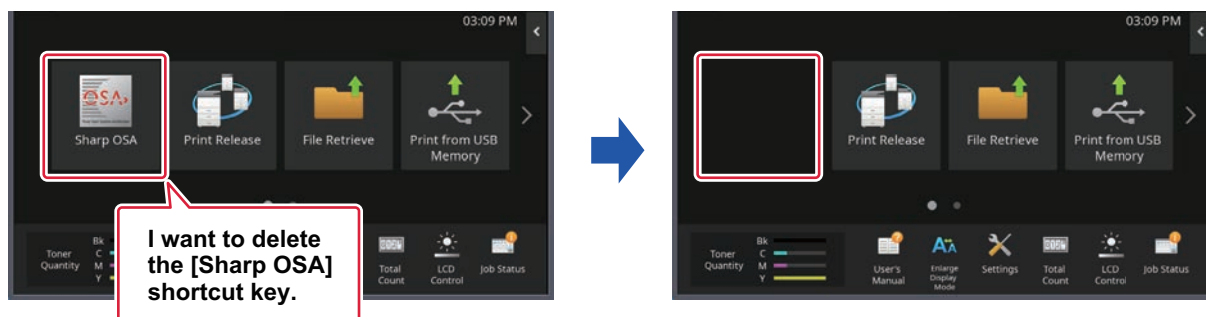 03:09 PM
OSA
Sharp OSA
Print Release
File Retrieve
Print from USB
Memory
I want to delete
the [Sharp OSA]
shortcut key.
Toner
Quantity
Bk
C
M
Y
Total
Count
LCD
Control
Job Status
03:09 PM
Print Release
File Retrieve
Print from USB
Memory
Toner
Quantity
Bk
C
M
Y
User's
Manual
Enlarge
Display
Mode
Settings
Total
Count
LCD
Control
Job Status